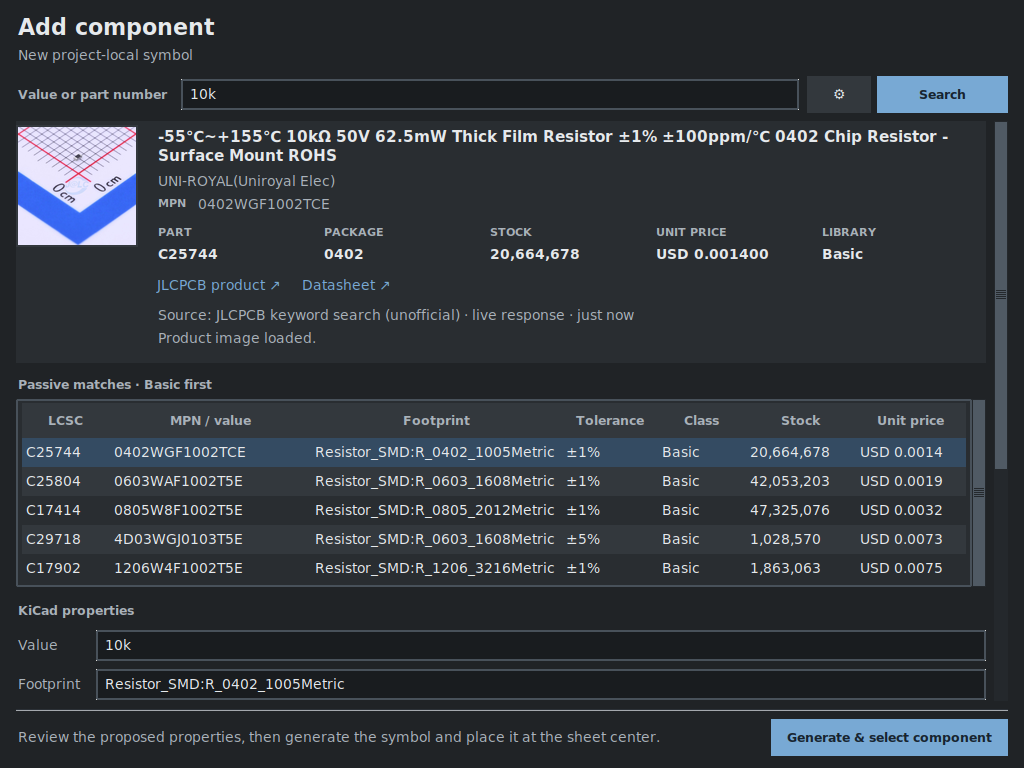 Add component
New project-local symbol
Value or part number 10k ⚙ Search
-55℃~+155℃ 10kΩ 50V 62.5mW Thick Film Resistor ±1% ±100ppm/℃ 0402 Chip Resistor -
Surface Mount ROHS
UNI-ROYAL(Uniroyal Elec)
MPN 0402WGF1002TCE
0cm 0cm
PART PACKAGE STOCK UNIT PRICE LIBRARY
C25744 0402 20,664,678 USD 0.001400 Basic
JLCPCB product ↗ Datasheet ↗
Source: JLCPCB keyword search (unofficial) · live response · just now
Product image loaded.
Passive matches · Basic first
LCSC MPN / value Footprint Tolerance Class Stock Unit price
C25744 0402WGF1002TCE Resistor_SMD:R_0402_1005Metric ±1% Basic 20,664,678 USD 0.0014
C25804 0603WAF1002T5E Resistor_SMD:R_0603_1608Metric ±1% Basic 42,053,203 USD 0.0019
C17414 0805W8F1002T5E Resistor_SMD:R_0805_2012Metric ±1% Basic 47,325,076 USD 0.0032
C29718 4D03WGJ0103T5E Resistor_SMD:R_0603_1608Metric ±5% Basic 1,028,570 USD 0.0073
C17902 1206W4F1002T5E Resistor_SMD:R_1206_3216Metric ±1% Basic 1,863,063 USD 0.0075
KiCad properties
Value 10k
Footprint Resistor_SMD:R_0402_1005Metric
Review the proposed properties, then generate the symbol and place it at the sheet center. Generate & select component